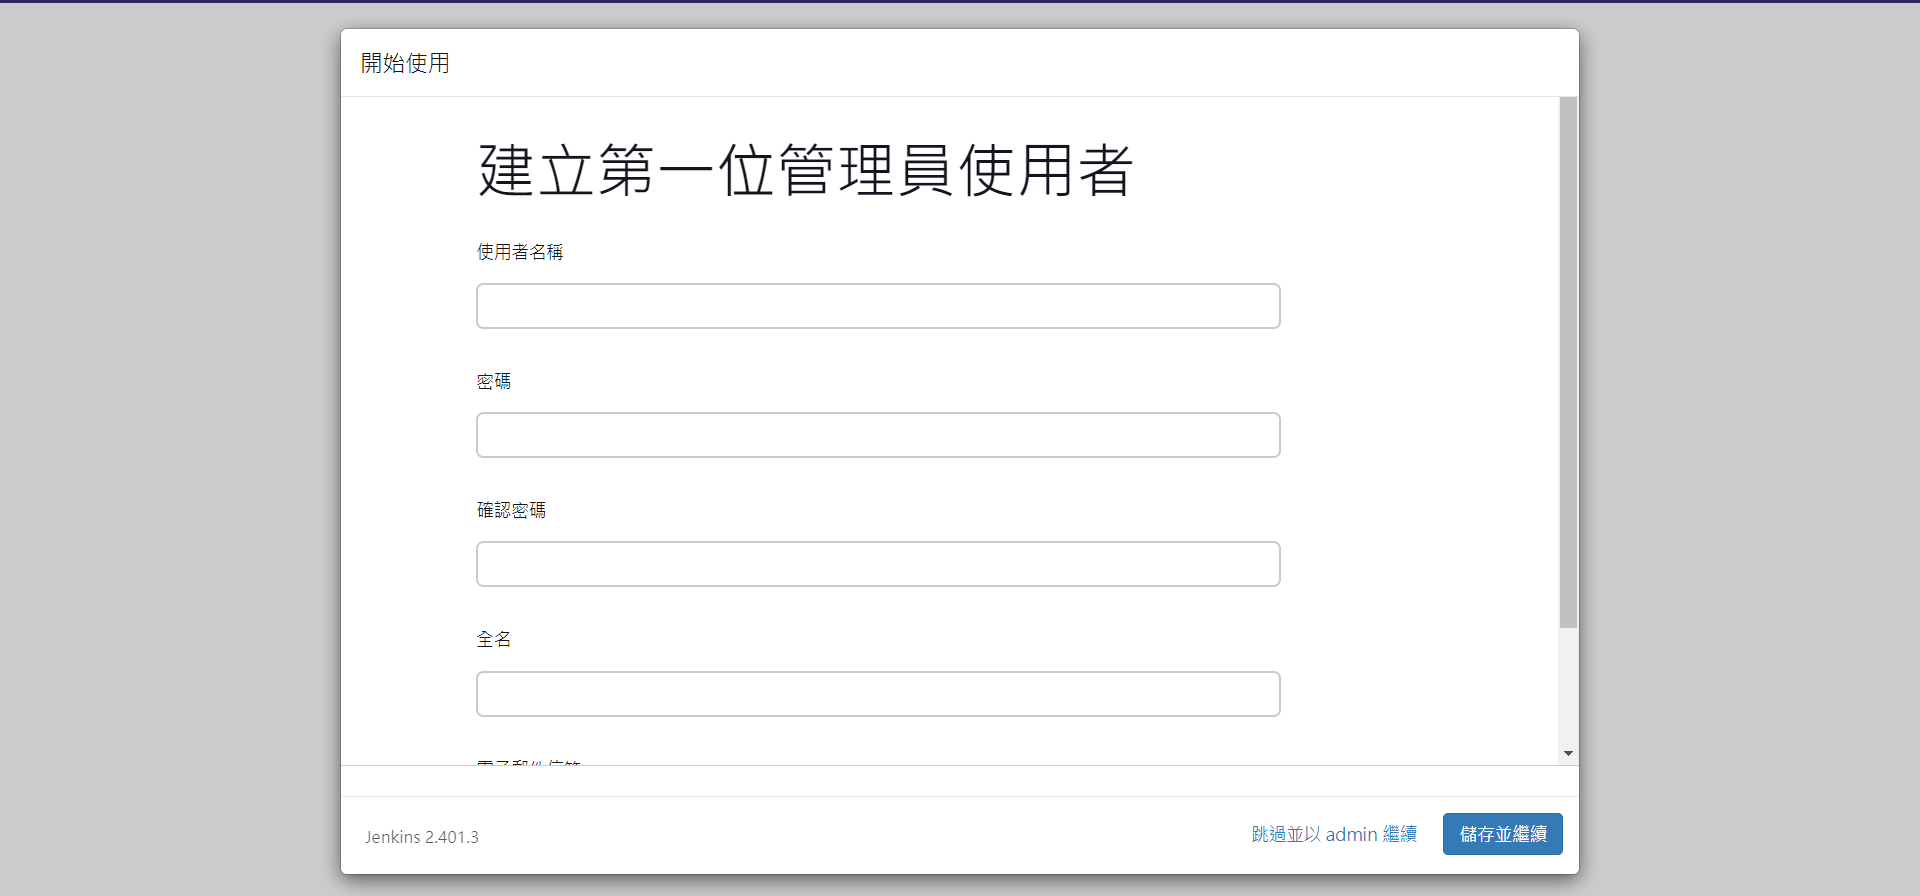 開始使用
建立第一位管理員使用者
使用者名稱
密碼
確認密碼
全名
Jenkins 2.401.3
跳過並以 admin 繼續
儲存並繼續